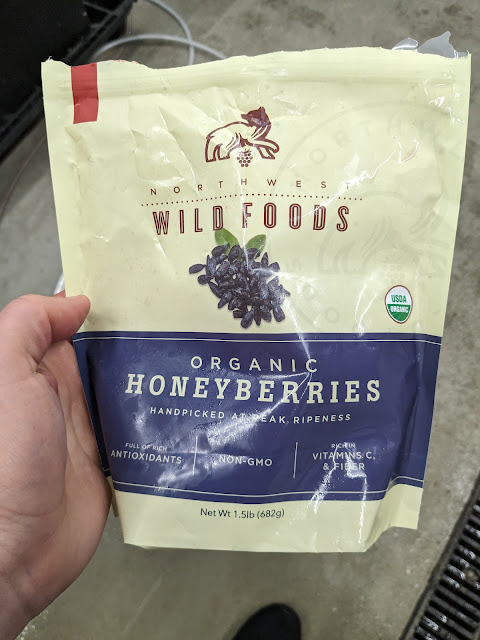 NORTHWEST
WILD FOODS
USDA
ORGANIC
ORGANIC
HONEYBERRIES
HANDPICKED AT PEAK RIPENESS
FULL OF RICH
ANTIOXIDANTS
NON-GMO
RICH IN
VITAMINS C,
& FIBER
Net Wt 1.5lb (682g)